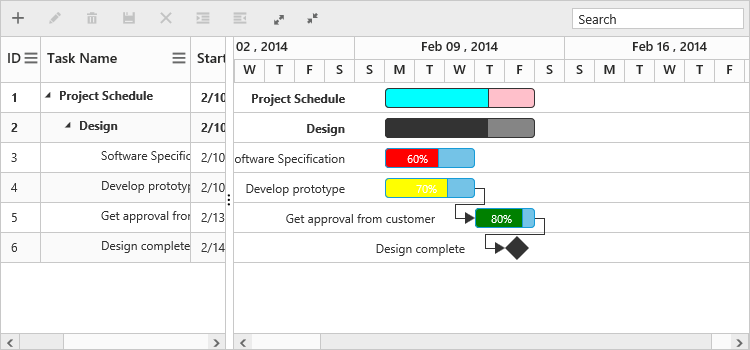 Search
ID Task Name Start
02 , 2014 Feb 09 , 2014 Feb 16 , 2014
W T F S S M T W T F S S M T W T F
1 Project Schedule 2/10
Project Schedule
2 Design 2/10
Design
3 Software Specific 2/10
oftware Specification 60%
4 Develop prototyp 2/10
Develop prototype 70%
5 Get approval fron 2/13
Get approval from customer 80%
6 Design complete 2/14
Design complete